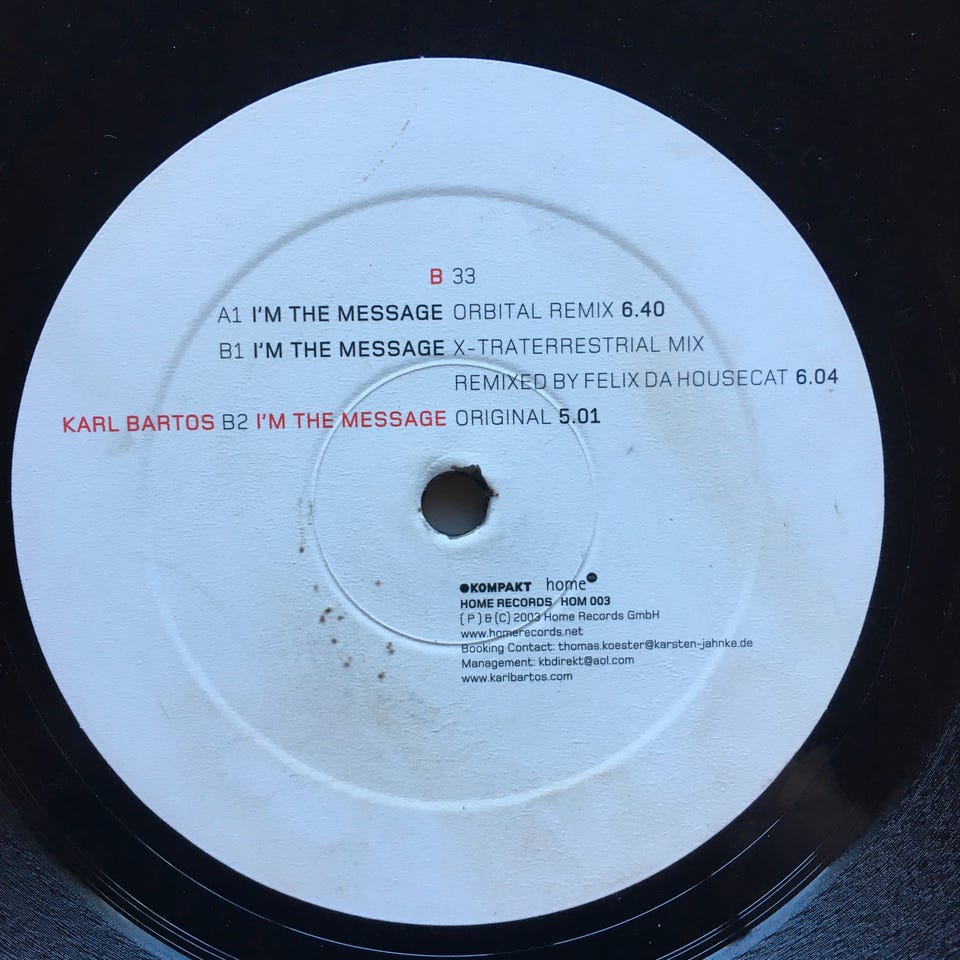 B 33
A1 I'M THE MESSAGE ORBITAL REMIX 6.40
B1 I'M THE MESSAGE X-TRATERRESTRIAL MIX
REMIXED BY FELIX DA HOUSECAT 6.04
KARL BARTOS B2 I'M THE MESSAGE ORIGINAL 5.01
KOMPAKT home
HOME RECORDS HOM 003
( P ) & (C) 2003 Home Records GmbH
www.homerecords.net
Booking Contact: thomas.koester@karsten-jahnke.de
Management: kbdirekt@aol.com
www.karlbartos.com